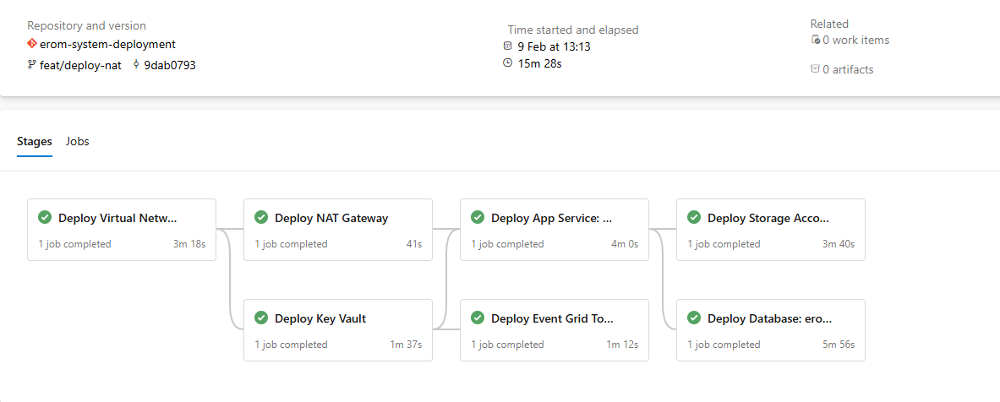 Repository and version
erom-system-deployment
feat/deploy-nat 9dab0793
Time started and elapsed
9 Feb at 13:13
15m 28s
Related
0 work items
0 artifacts
Stages Jobs
Deploy Virtual Netw...
1 job completed 3m 18s
Deploy NAT Gateway
1 job completed 41s
Deploy App Service: ...
1 job completed 4m 0s
Deploy Storage Acco...
1 job completed 3m 40s
Deploy Key Vault
1 job completed 1m 37s
Deploy Event Grid To...
1 job completed 1m 12s
Deploy Database: ero...
1 job completed 5m 56s